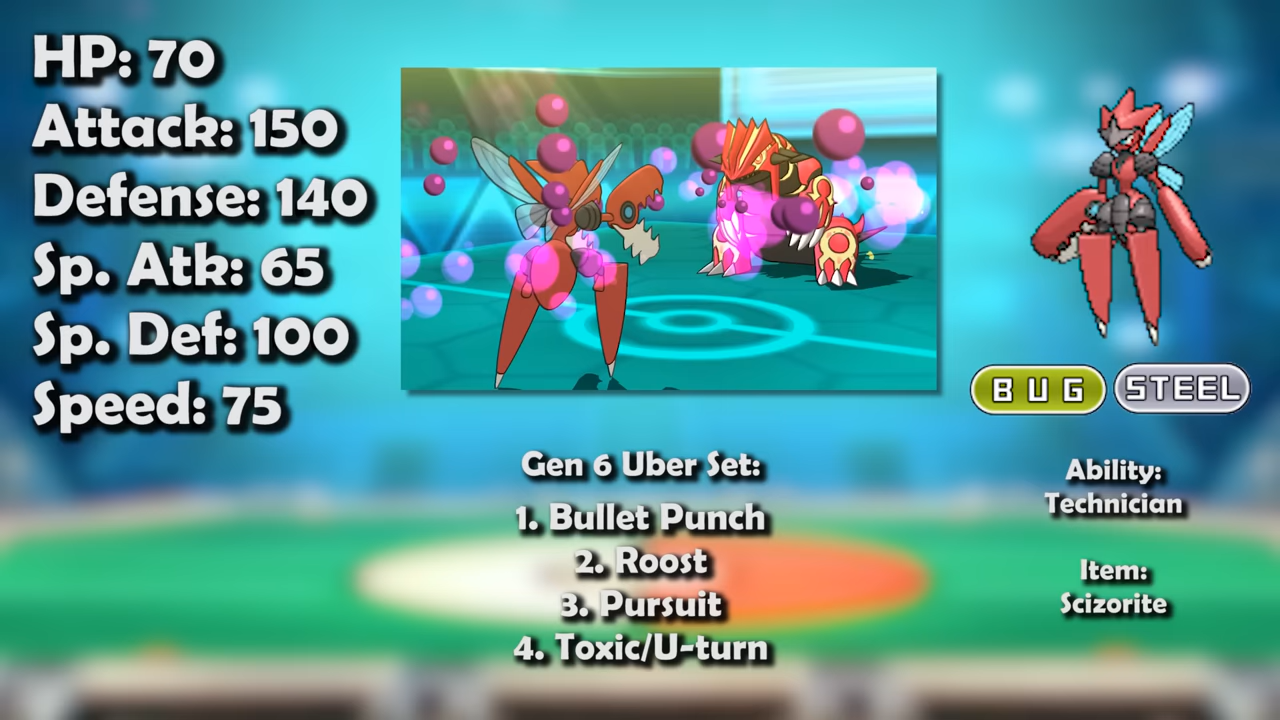 HP: 70
Attack: 150
Defense: 140
Sp. Atk: 65
Sp. Def: 100
Speed: 75
BUG
STEEL
Gen 6 Uber Set:
1. Bullet Punch
2. Roost
3. Pursuit
4. Toxic/U-turn
Ability:
Technician
Item:
Scizorite